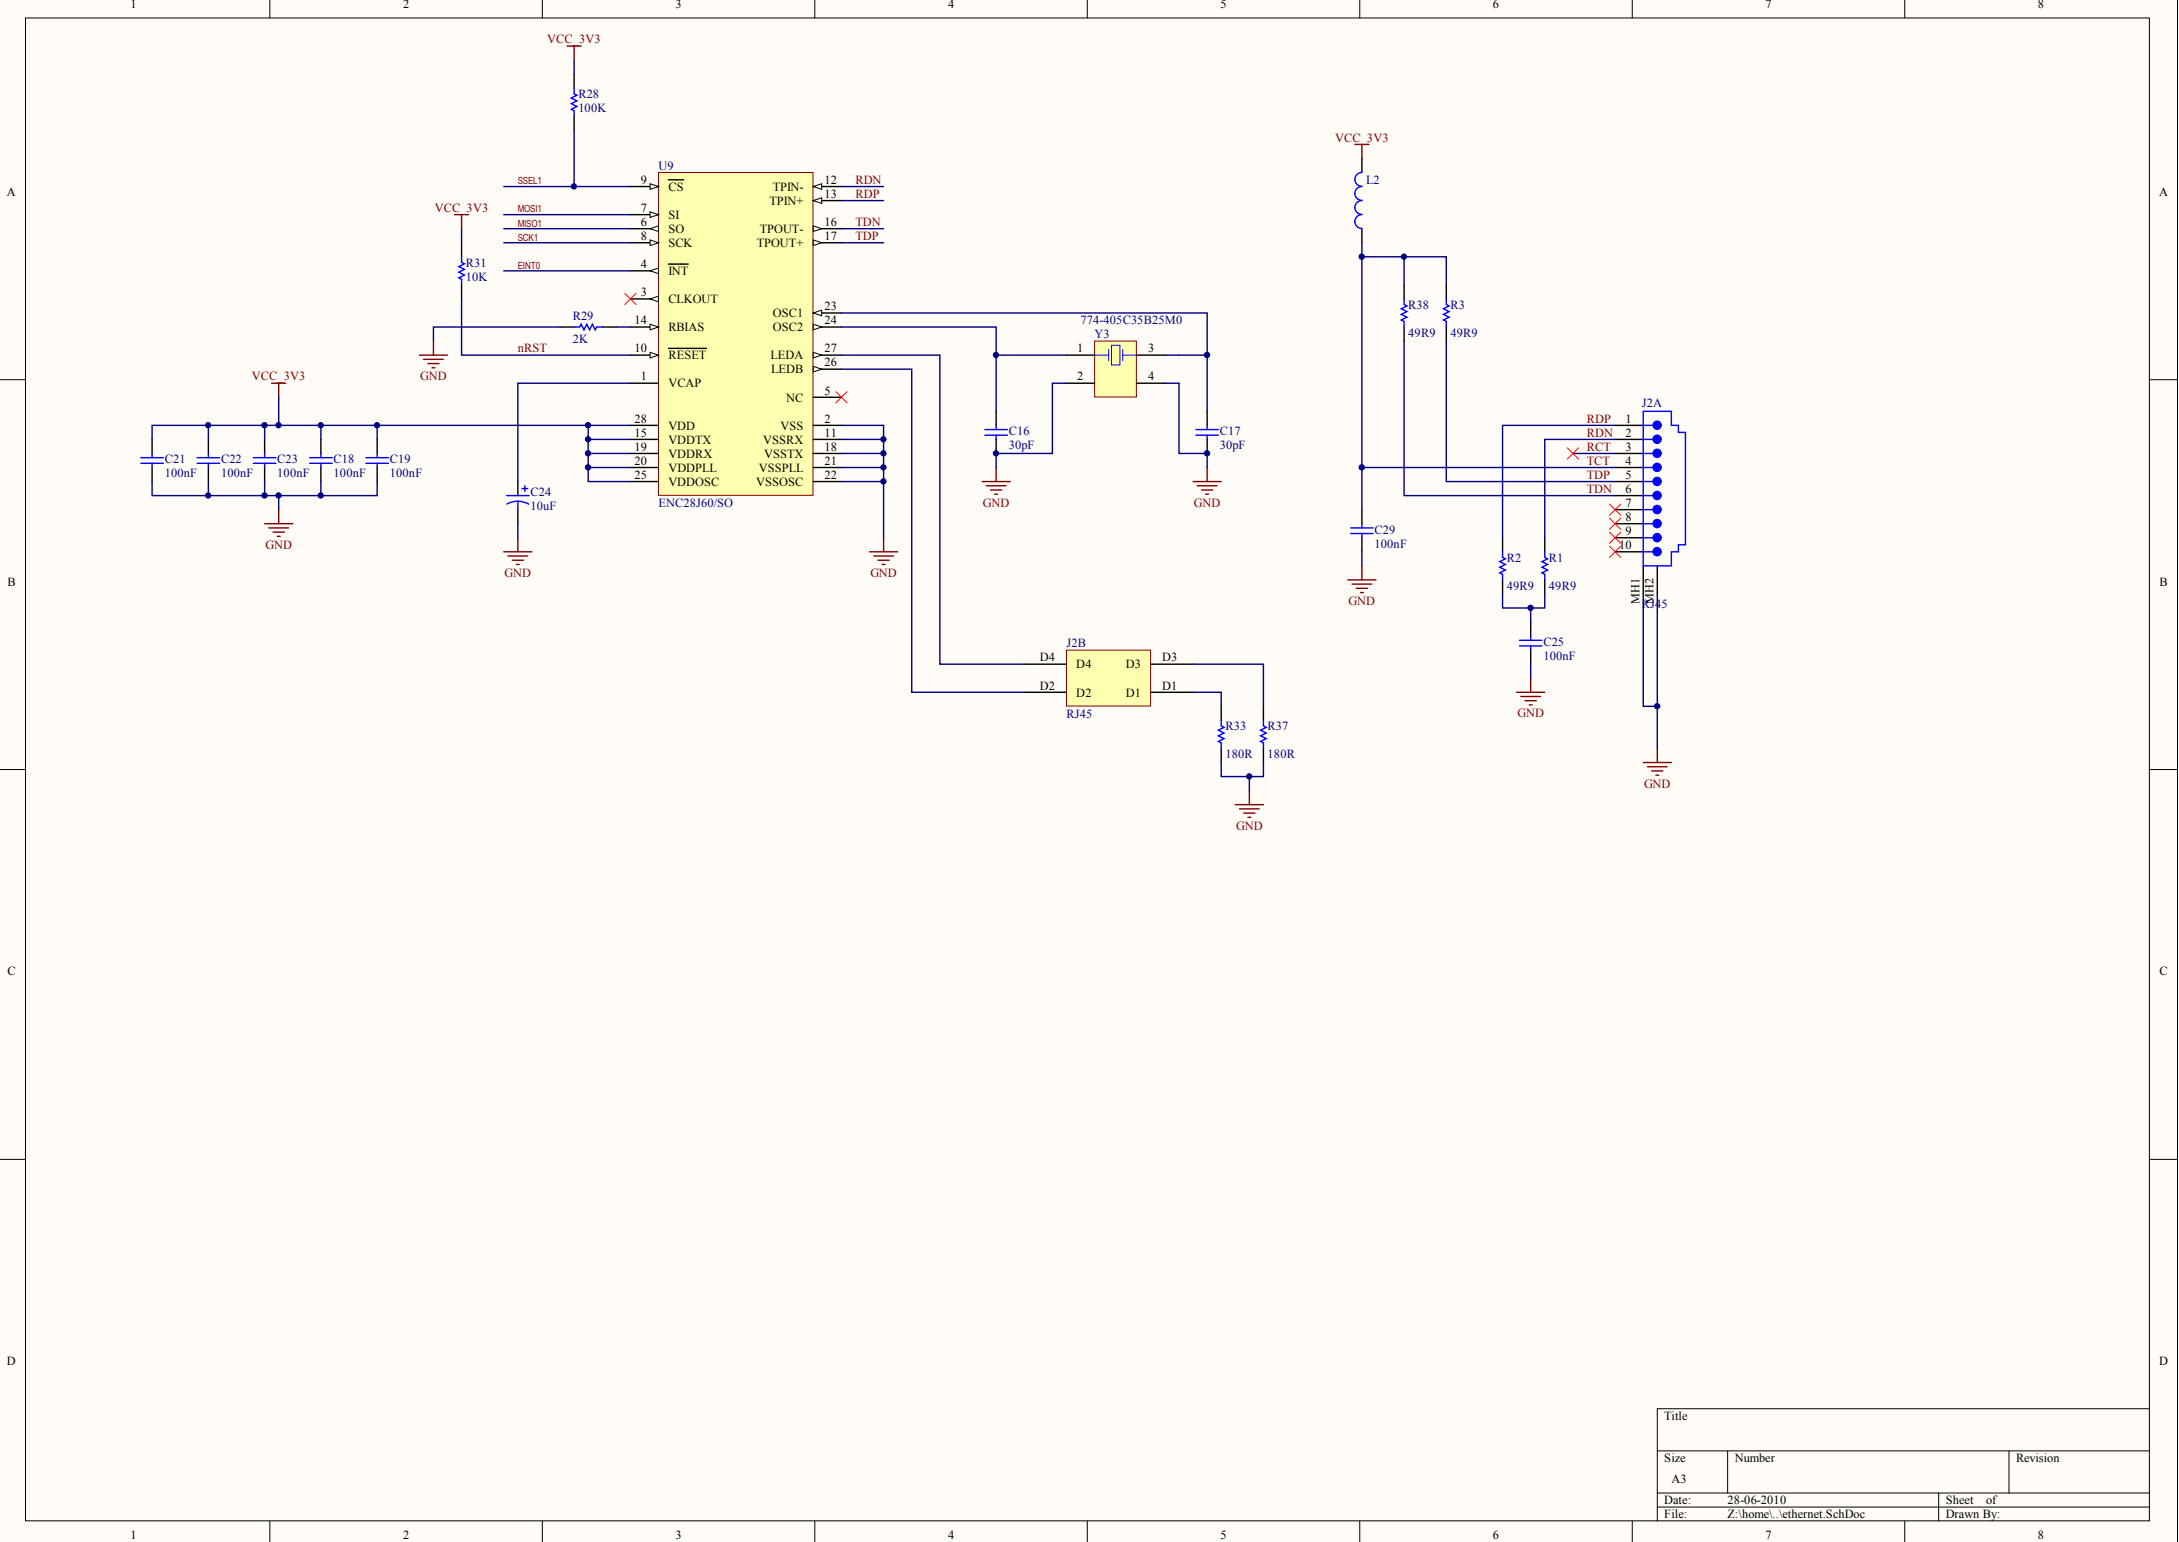 1 2 3 4 5 6 7 8
A A
B B
C C
D D
VCC_3V3
R28
100K
U9
SSEL1 9 CS TPIN- 12 RDN
TPIN+ 13 RDP
MOSI1 7 SI
MISO1 6 SO TPOUT- 16 TDN
SCK1 8 SCK TPOUT+ 17 TDP
EINT0 4 INT
3 CLKOUT
OSC1 23
14 RBIAS OSC2 24
nRST 10 RESET LEDA 27
LEDB 26
1 VCAP
NC 5
28 VDD VSS 2
15 VDDTX VSSRX 11
19 VDDRX VSSTX 18
20 VDDPLL VSSPLL 21
25 VDDOSC VSSOSC 22
ENC28J60/SO
VCC_3V3
R31
10K
R29
2K
GND
VCC_3V3
C21
100nF
C22
100nF
C23
100nF
C18
100nF
C19
100nF
GND
C24
+
10uF
GND
GND
774-405C35B25M0
Y3
1 3
2 4
C16
30pF
GND
C17
30pF
GND
J2B
D4 D4 D3 D3
D2 D2 D1 D1
RJ45
R33
180R
R37
180R
GND
VCC_3V3
L2
R38
49R9
R3
49R9
C29
100nF
GND
J2A
RDP 1
RDN 2
RCT 3
TCT 4
TDP 5
TDN 6
7
8
9
10
MH1
MH2
RJ45
R2
49R9
R1
49R9
C25
100nF
GND
GND
Title
Size Number Revision
A3
Date: 28-06-2010 Sheet of
File: Z:\home\..\ethernet.SchDoc Drawn By:
1 2 3 4 5 6 7 8